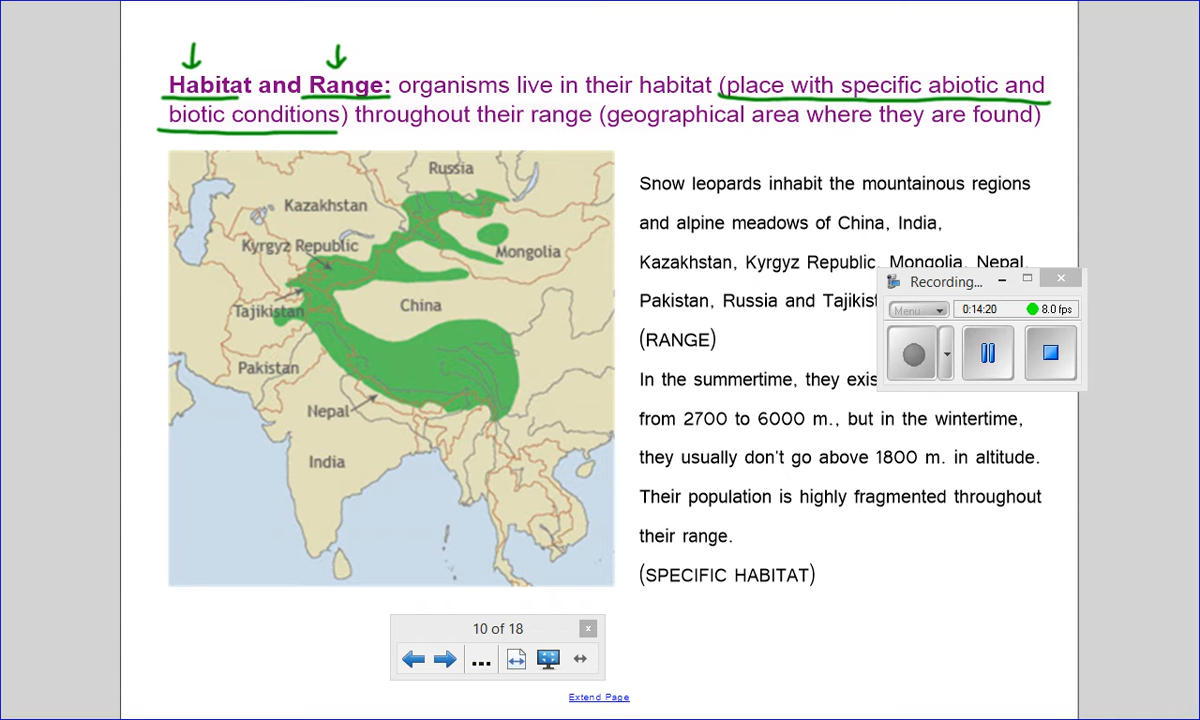 Habitat and Range: organisms live in their habitat (place with specific abiotic and
biotic conditions) throughout their range (geographical area where they are found)
Russia
Kazakhstan
Kyrgyz Republic
Mongolia
China
Tajikistan
Pakistan
Nepal
India
Snow leopards inhabit the mountainous regions
and alpine meadows of China, India,
Kazakhstan, Kyrgyz Republic, Mongolia, Nepal,
Pakistan, Russia and
(RANGE)
In the summertime, they
from 2700 to 6000 m., but in the wintertime,
they usually don't go above 1800 m. in altitude.
Their population is highly fragmented throughout
their range.
(SPECIFIC HABITAT)
Recording...
Menu
0:14:20
8.0 fps
10 of 18
...
Extend Page